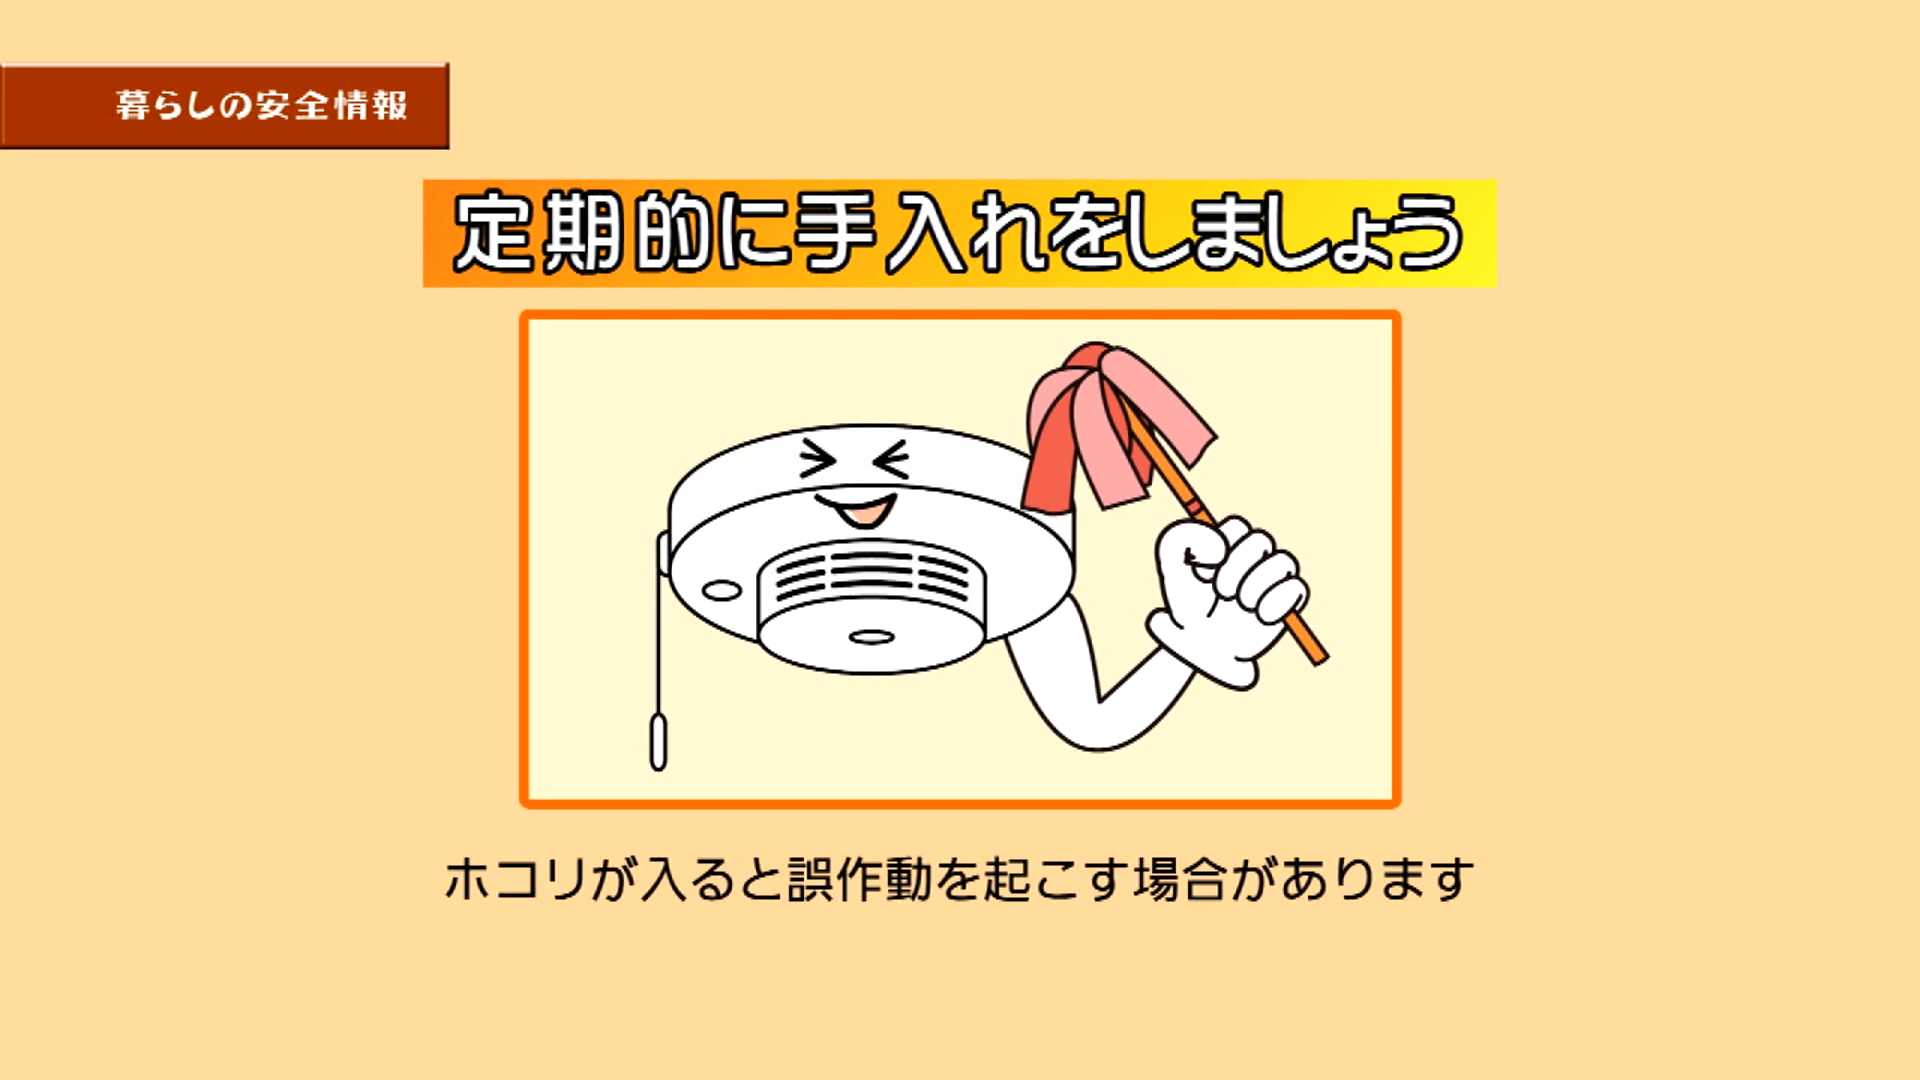 暮らしの安全情報
定期的に手入れをしましょう
ホコリが入ると誤作動を起こす場合があります